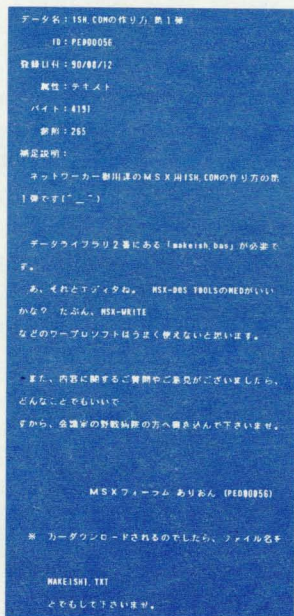 データ名：ISH.COMの作り方 第1弾
ID：PED00056
登録日付：90/08/12
属性：テキスト
バイト：4191
参照：265
補足説明：
ネットワーカー 御用達のMSX用ISH.COMの作り方の第
1弾です(^__^)
データライブラリ2番にある「makeish.bas」が必要で
す。
あ、それとエディタね。 MSX-DOS TOOLSのMEDがいい
かな？ たぶん、MSX-WRITE
などのワープロソフトはうまく使えないと思います。
また、内容に関するご質問やご意見がございましたら、
どんなことでもいいで
すから、会議室の野戦病院の方へ書き込んで下さいませ。
MSXフォーラム ありおん (PED00056)
※ ダウンロードされるのでしたら、ファイル名を
MAKEISH1.TXT
とでもして下さいませ。